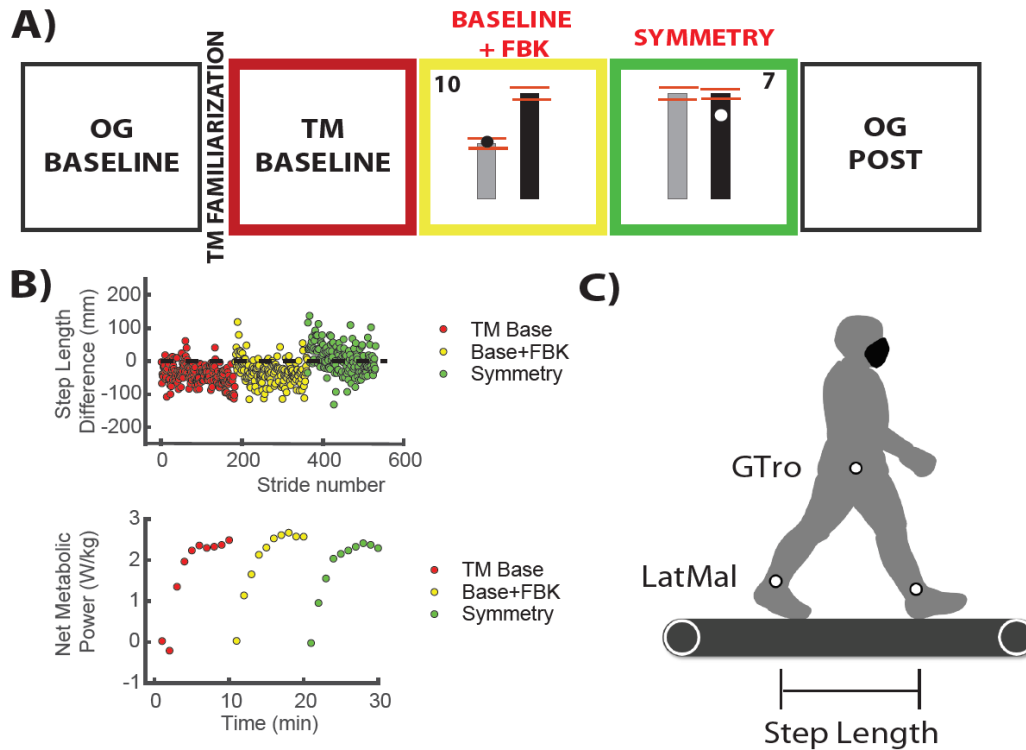 A)
OG
BASELINE
TM FAMILIARIZATION
TM
BASELINE
BASELINE
+ FBK
10
SYMMETRY
7
OG
POST
B)
Step Length
Difference (mm)
200
100
0
-100
-200
0
200
400
600
Stride number
TM Base
Base+FBK
Symmetry
Net Metabolic
Power (W/kg)
3
2
1
0
-1
0
10
20
30
Time (min)
TM Base
Base+FBK
Symmetry
C)
GTro
LatMal
Step Length